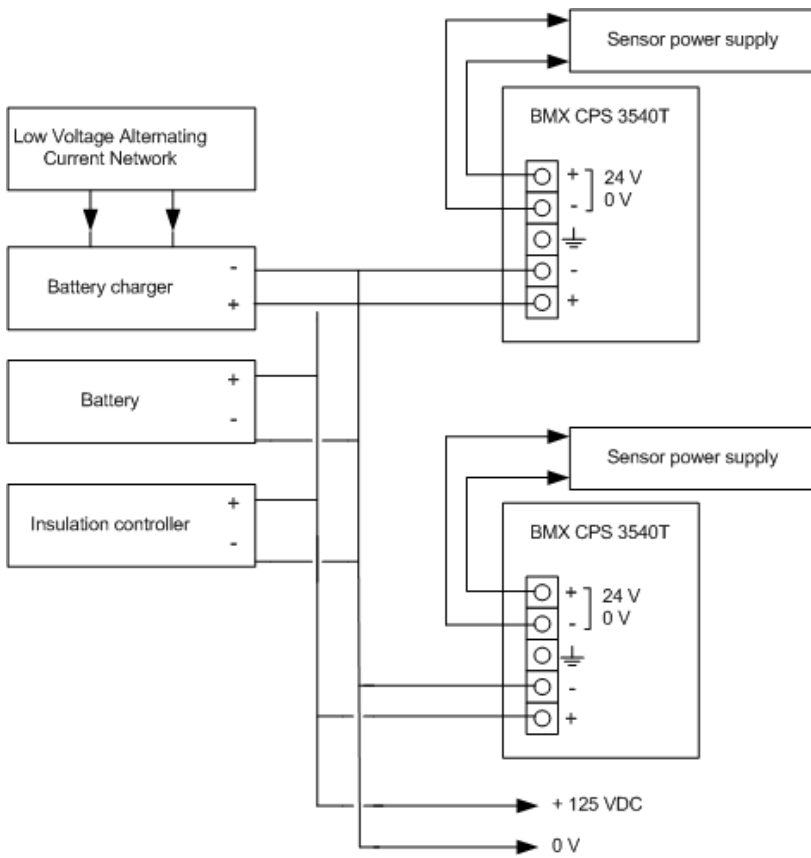 Sensor power supply
BMX CPS 3540T
Low Voltage Alternating
Current Network
+ 24 V
- 0 V
-
Battery charger
-
+
+
Battery
+
-
Sensor power supply
Insulation controller
+
-
BMX CPS 3540T
+ 24 V
- 0 V
-
+
+ 125 VDC
0 V